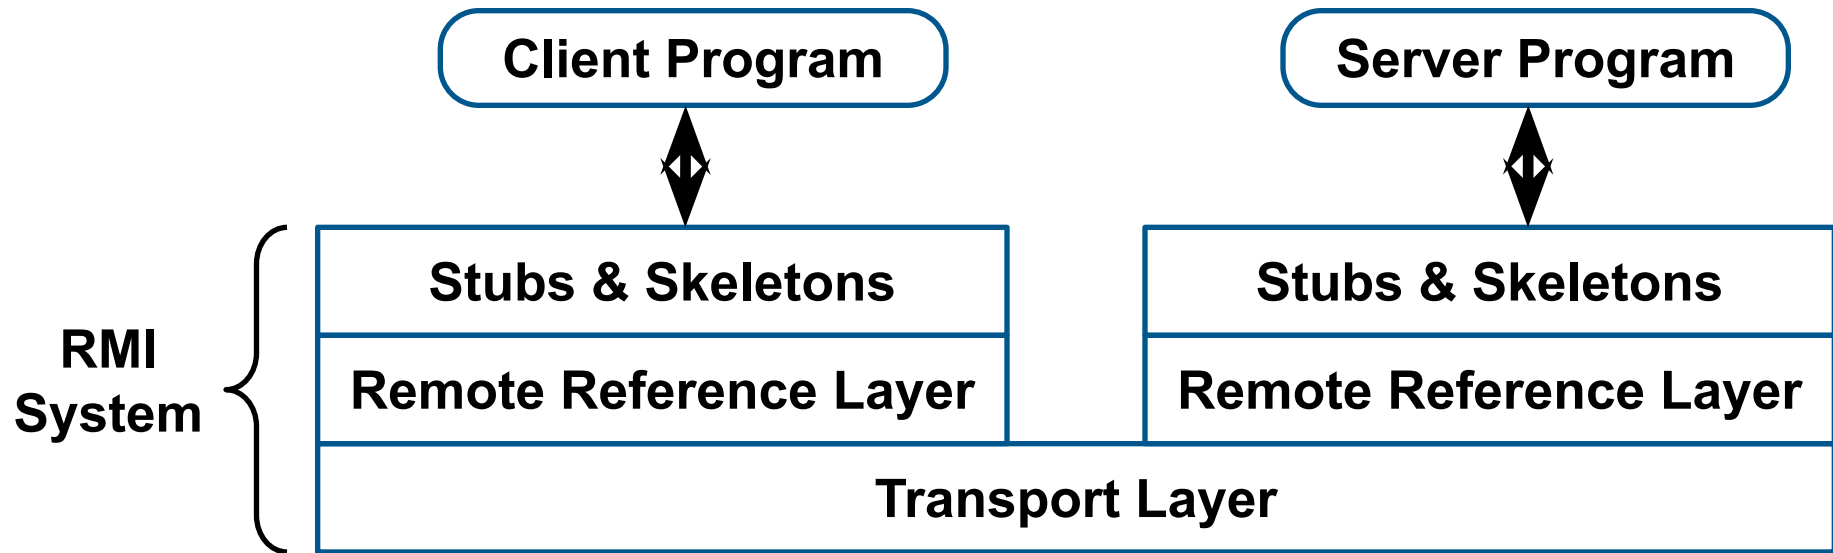 Client Program
Server Program
Stubs & Skeletons
Stubs & Skeletons
RMI
System
Remote Reference Layer
Remote Reference Layer
Transport Layer